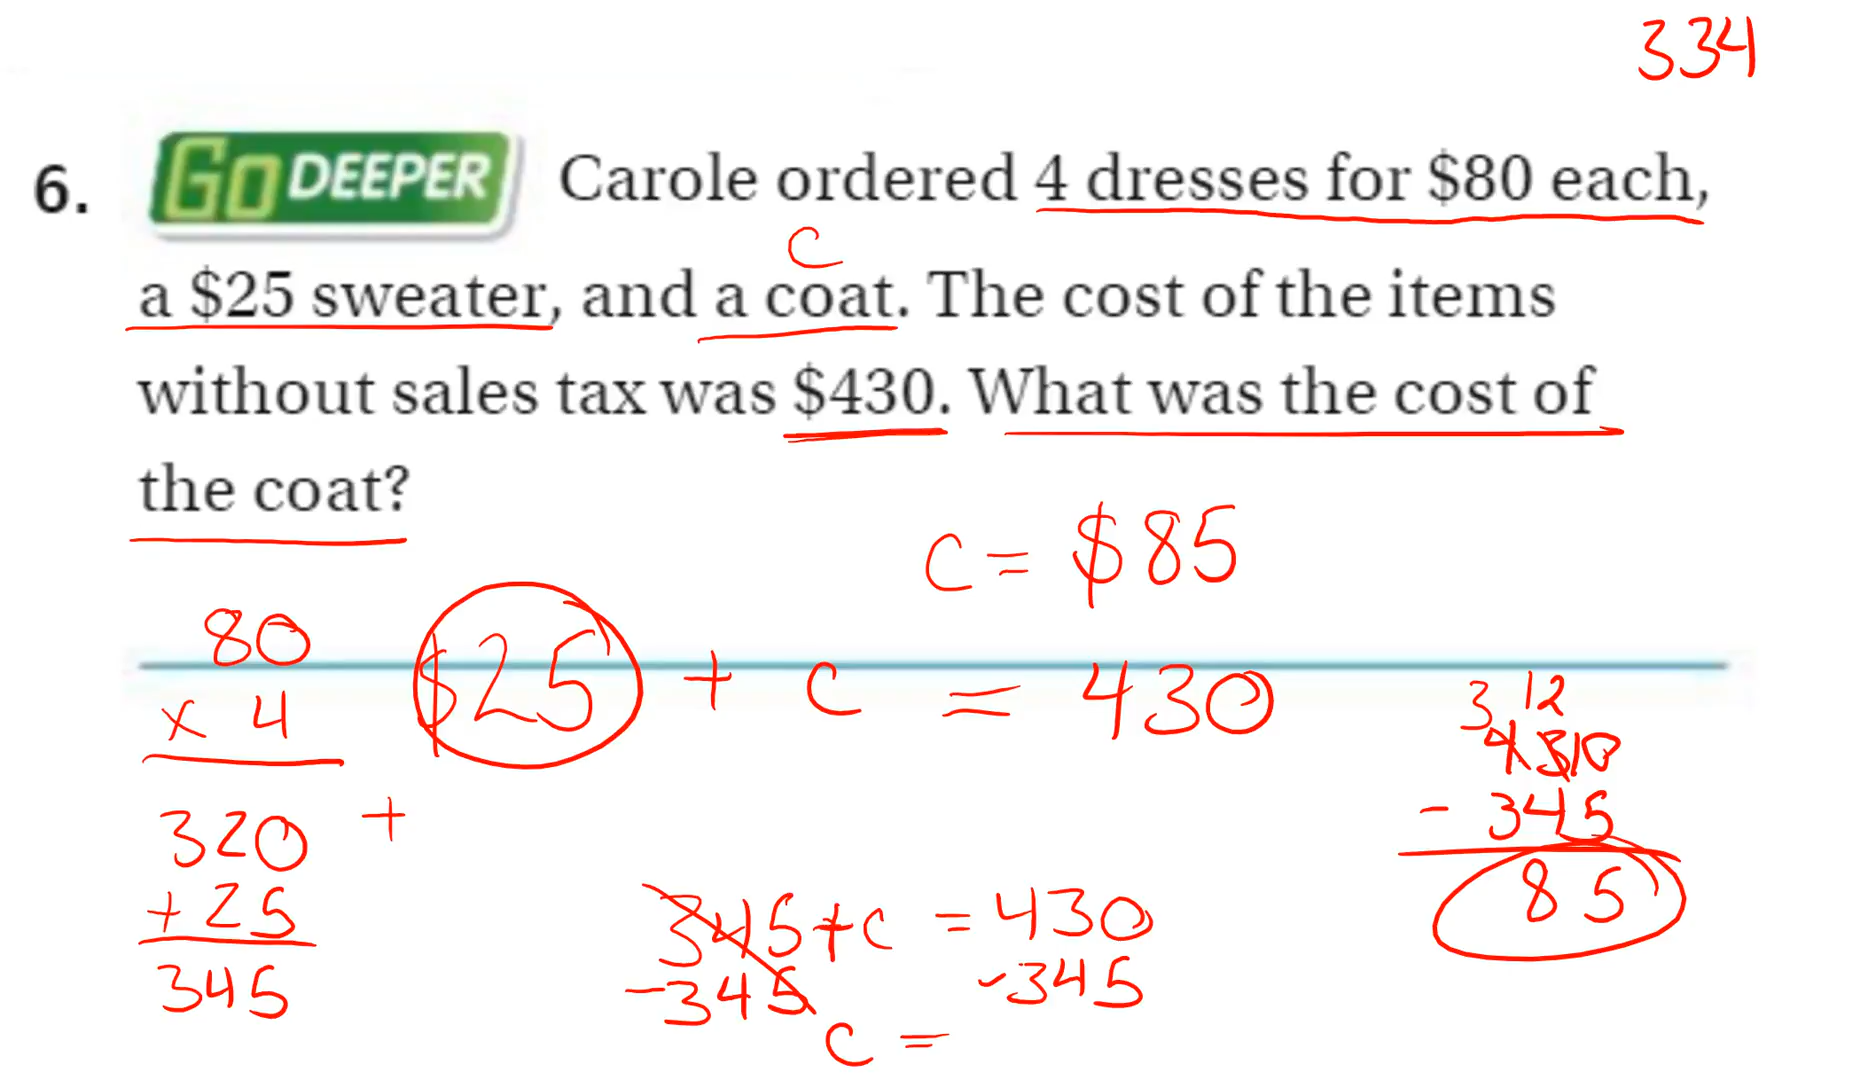 334
6. Go DEEPER Carole ordered 4 dresses for $80 each,
c
a $25 sweater, and a coat. The cost of the items
without sales tax was $430. What was the cost of
the coat?
c = $85
80
x 4
320 +
+25
345
$25 + c = 430
345+c = 430
-345 -345
c =
3 12
4 3 10
- 345
85